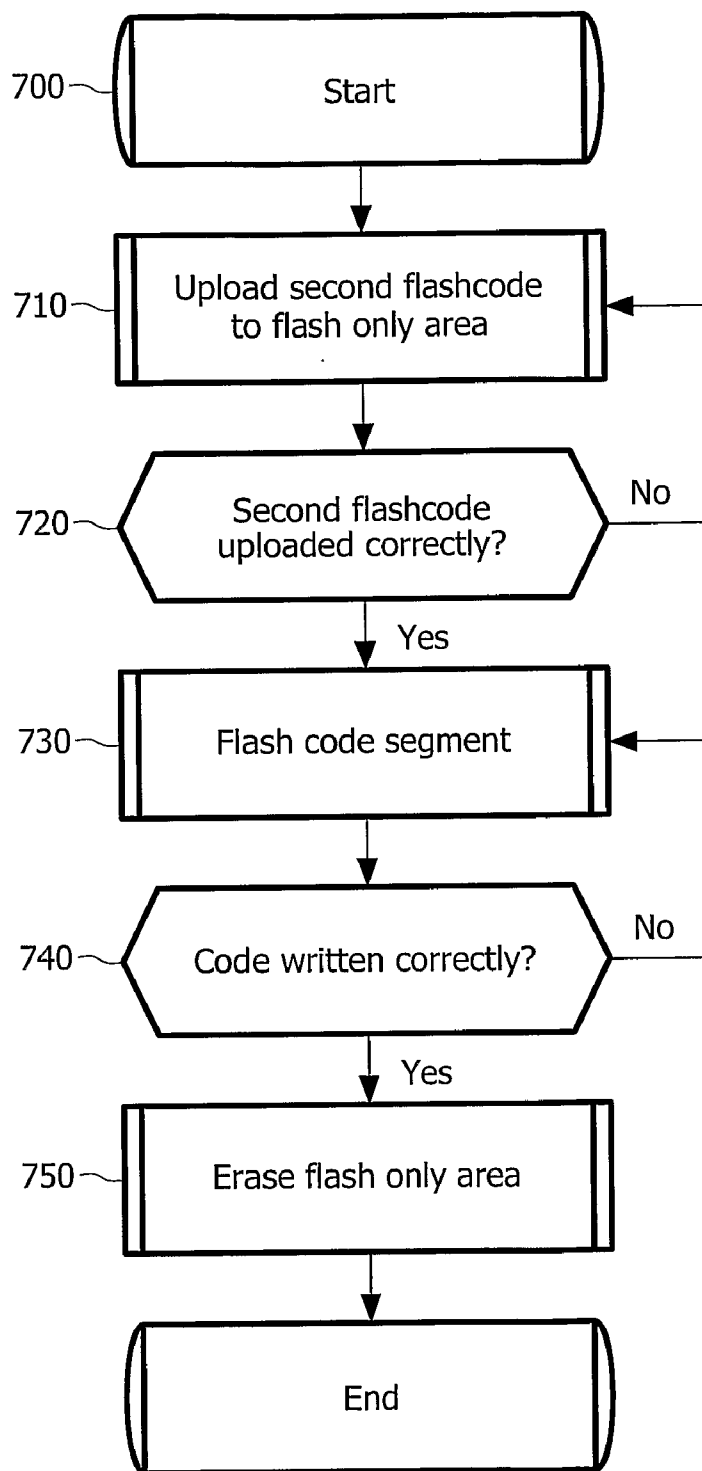 700
Start
710
Upload second flashcode
to flash only area
720
Second flashcode
uploaded correctly?
No
Yes
730
Flash code segment
740
Code written correctly?
No
Yes
750
Erase flash only area
End